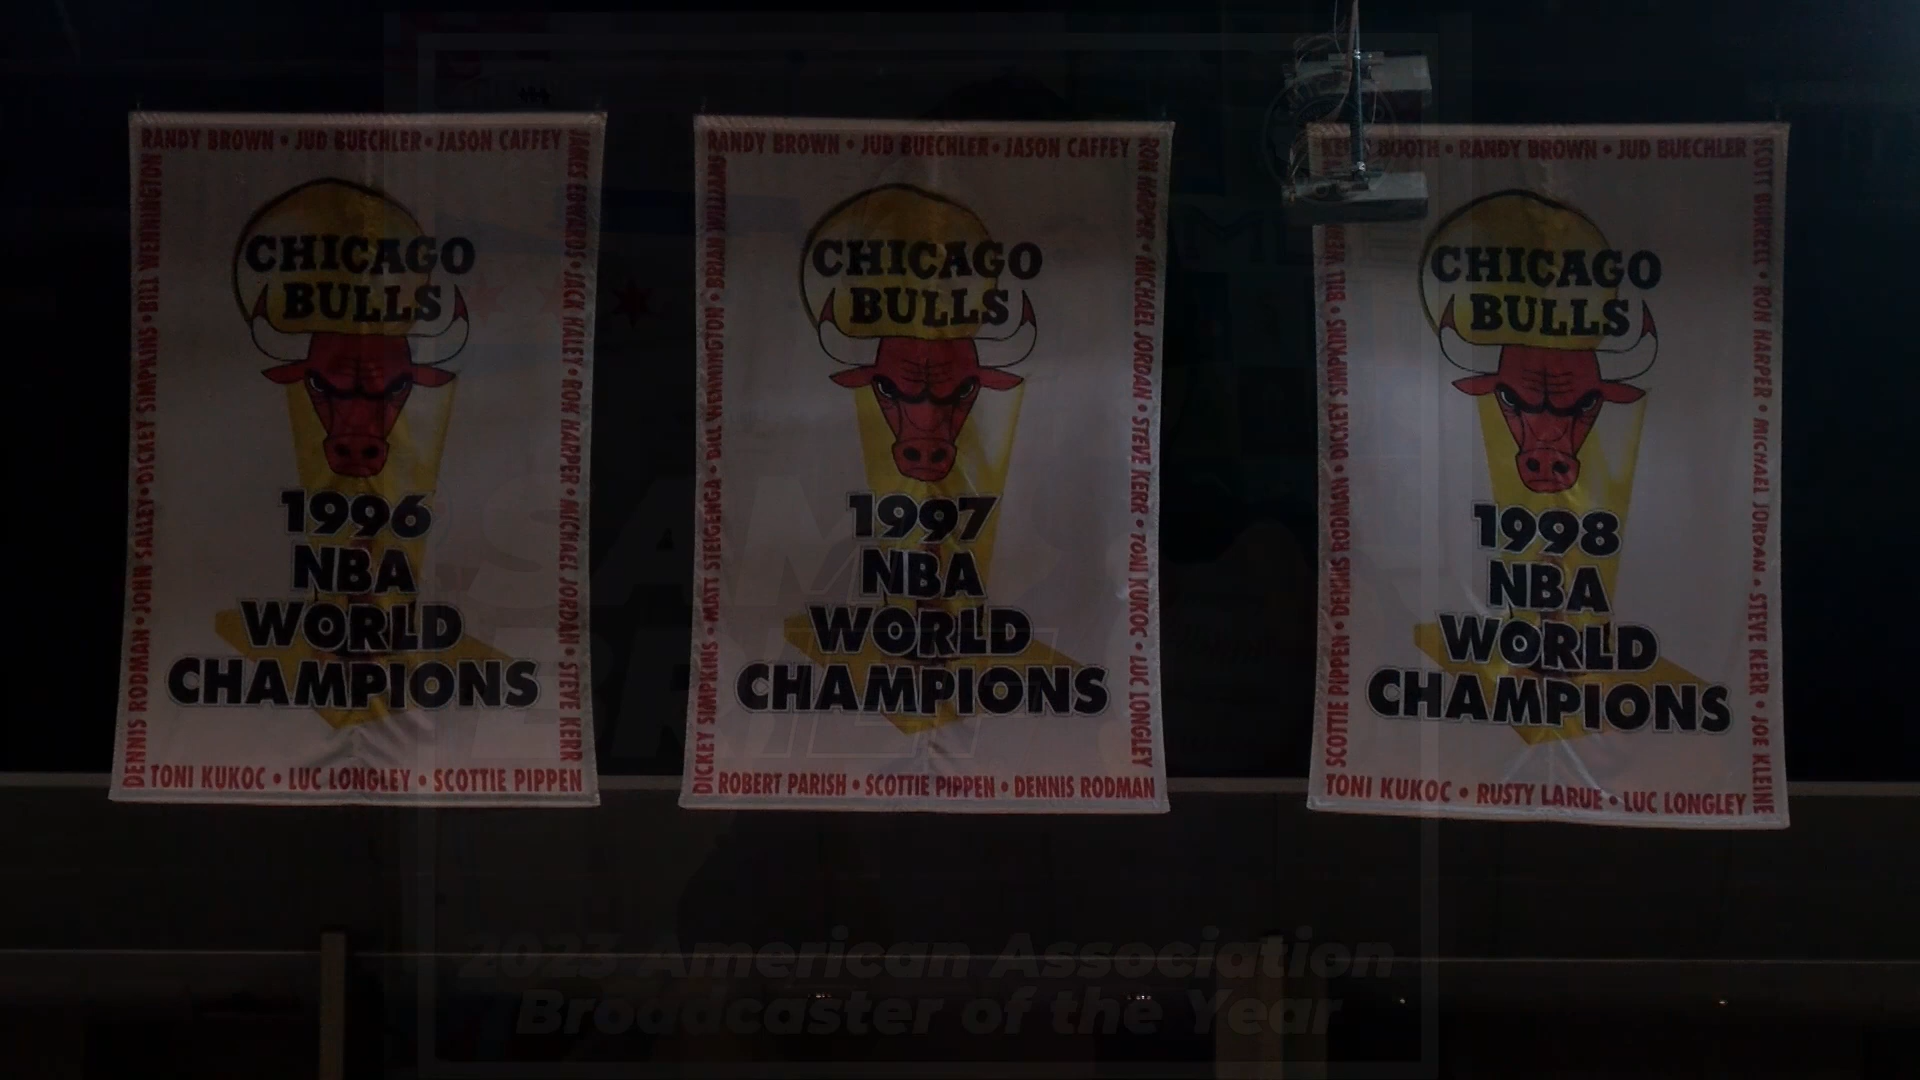 RANDY BROWN • JUD BUECHLER • JASON CAFFEY
JAMES EDWARDS • JACK HALEY • RON HARPER • MICHAEL JORDAN • STEVE KERR
DENNIS RODMAN • JOHN SALLEY • DICKEY SIMPKINS • BILL WENNINGTON
CHICAGO
BULLS
1996
NBA
WORLD
CHAMPIONS
TONI KUKOC • LUC LONGLEY • SCOTTIE PIPPEN
RANDY BROWN • JUD BUECHLER • JASON CAFFEY
RON HARPER • MICHAEL JORDAN • STEVE KERR • TONI KUKOC • LUC LONGLEY
DICKEY SIMPKINS • MATT STEIGENGA • BILL WENNINGTON • BRIAN WILLIAMS
CHICAGO
BULLS
1997
NBA
WORLD
CHAMPIONS
ROBERT PARISH • SCOTTIE PIPPEN • DENNIS RODMAN
BOOTH • RANDY BROWN • JUD BUECHLER
SCOTT BURRELL • RON HARPER • MICHAEL JORDAN • STEVE KERR • JOE KLEINE
SCOTTIE PIPPEN • DENNIS RODMAN • DICKEY SIMPKINS • BILL
CHICAGO
BULLS
1998
NBA
WORLD
CHAMPIONS
TONI KUKOC • RUSTY LARUE • LUC LONGLEY
SAM
BRIEF
2023 American Association
Broadcaster of the Year